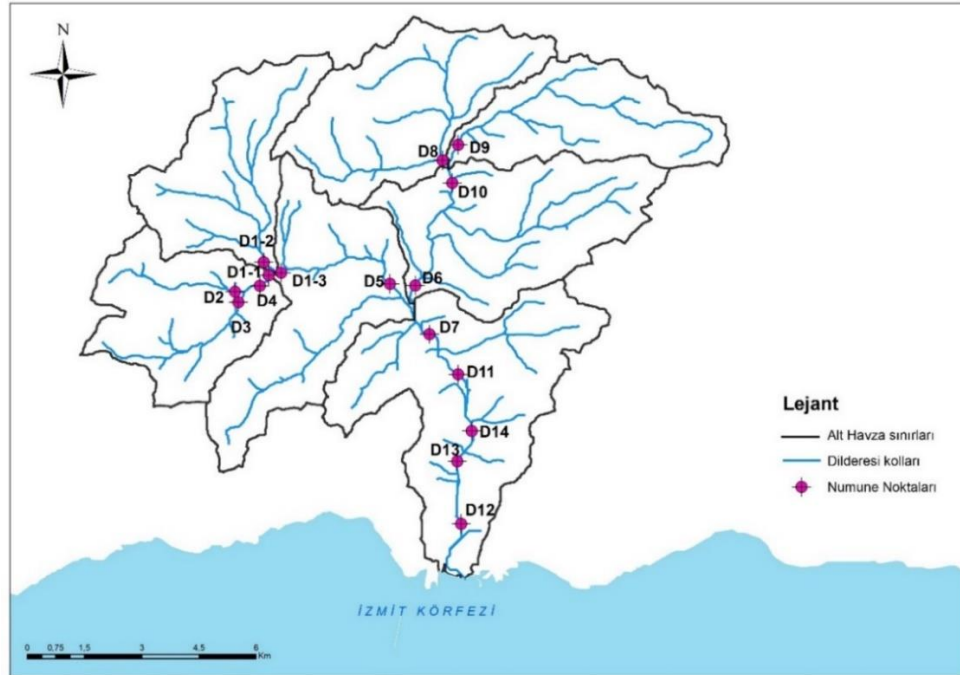 N
D9
D8
D10
D1-2
D1-1
D1-3
D5
D6
D2
D4
D3
D7
D11
Lejant
D14
Alt Havza sınırları
D13
Dilderesi kolları
Numune Noktaları
D12
İZMİT KÖRFEZİ
0 0,75 1,5 3 4,5 6
Km